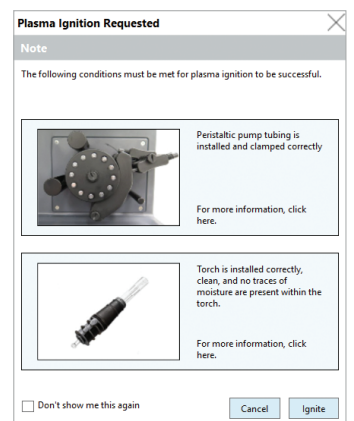 Plasma Ignition Requested
Note
The following conditions must be met for plasma ignition to be successful.
Peristaltic pump tubing is
installed and clamped correctly
For more information, click
here.
Torch is installed correctly,
clean, and no traces of
moisture are present within the
torch.
For more information, click
here.
Don't show me this again
Cancel
Ignite